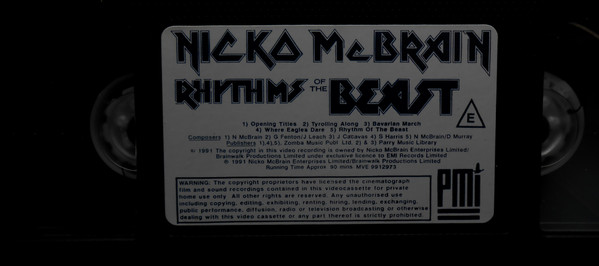 NICKO McBRAIN
RHYTHMS OF THE BEAST
E
1) Opening Titles 2) Tyrolling Along 3) Bavarian March
4) Where Eagles Dare 5) Rhythm Of The Beast
Composers 1) N McBrain 2) G Fenton/J Leach 3) J Catavas 4) S Harris 5) N McBrain/D Murray
Publishers 1),4),5), Zomba Music Publ. Ltd. 2) & 3) Parry Music Library
© 1991 The copyright in this video recording is owned by Nicko McBrain Enterprises Limited/
Brainwalk Productions Limited under exclusive licence to EMI Records Limited
℗ 1991 Nicko McBrain Enterprises Limited/Brainwalk Productions Limited
Running Time Approx 90 mins MVE 9912973
WARNING: The copyright proprietors have licensed the cinematograph
film and sound recordings contained in this videocassette for private
home use only. All other rights are reserved. Any unauthorised use
including copying, editing, exhibiting, renting, hiring, lending, exchanging,
public performance, diffusion, radio or television broadcasting or otherwise
dealing with this video cassette or any part thereof is strictly prohibited.
pmi